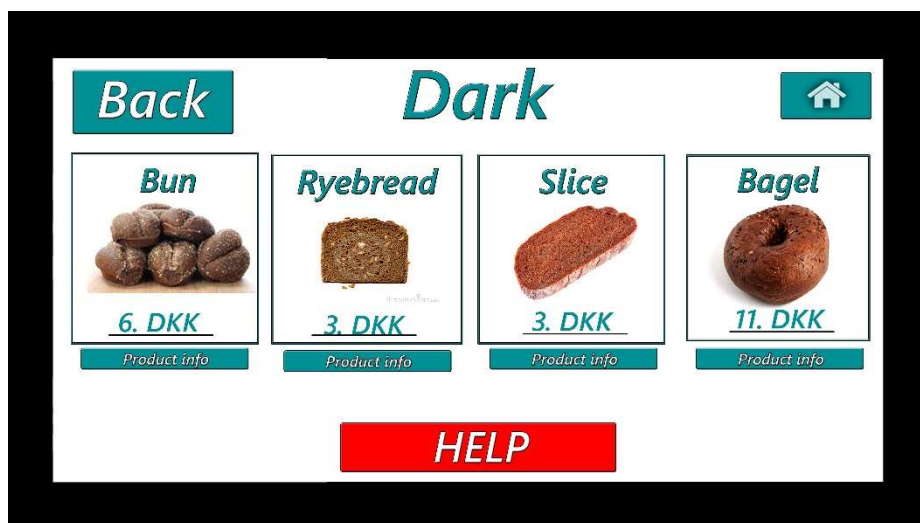 Back
Dark
Bun
Ryebread
Slice
Bagel
6. DKK
3. DKK
3. DKK
11. DKK
Product info
Product info
Product info
Product info
HELP